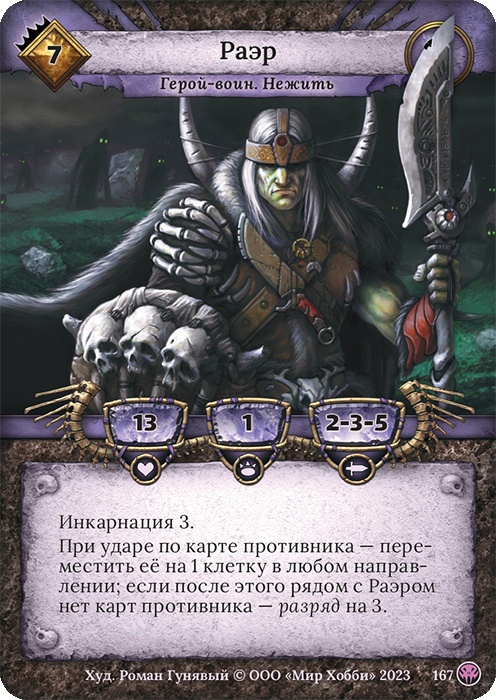 7
Раэр
Герой-воин. Нежить
13
1
2-3-5
Инкарнация 3.
При ударе по карте противника — пере-
местить её на 1 клетку в любом направ-
лении; если после этого рядом с Раэром
нет карт противника — разряд на 3.
Худ. Роман Гунявый © ООО «Мир Хобби» 2023
167